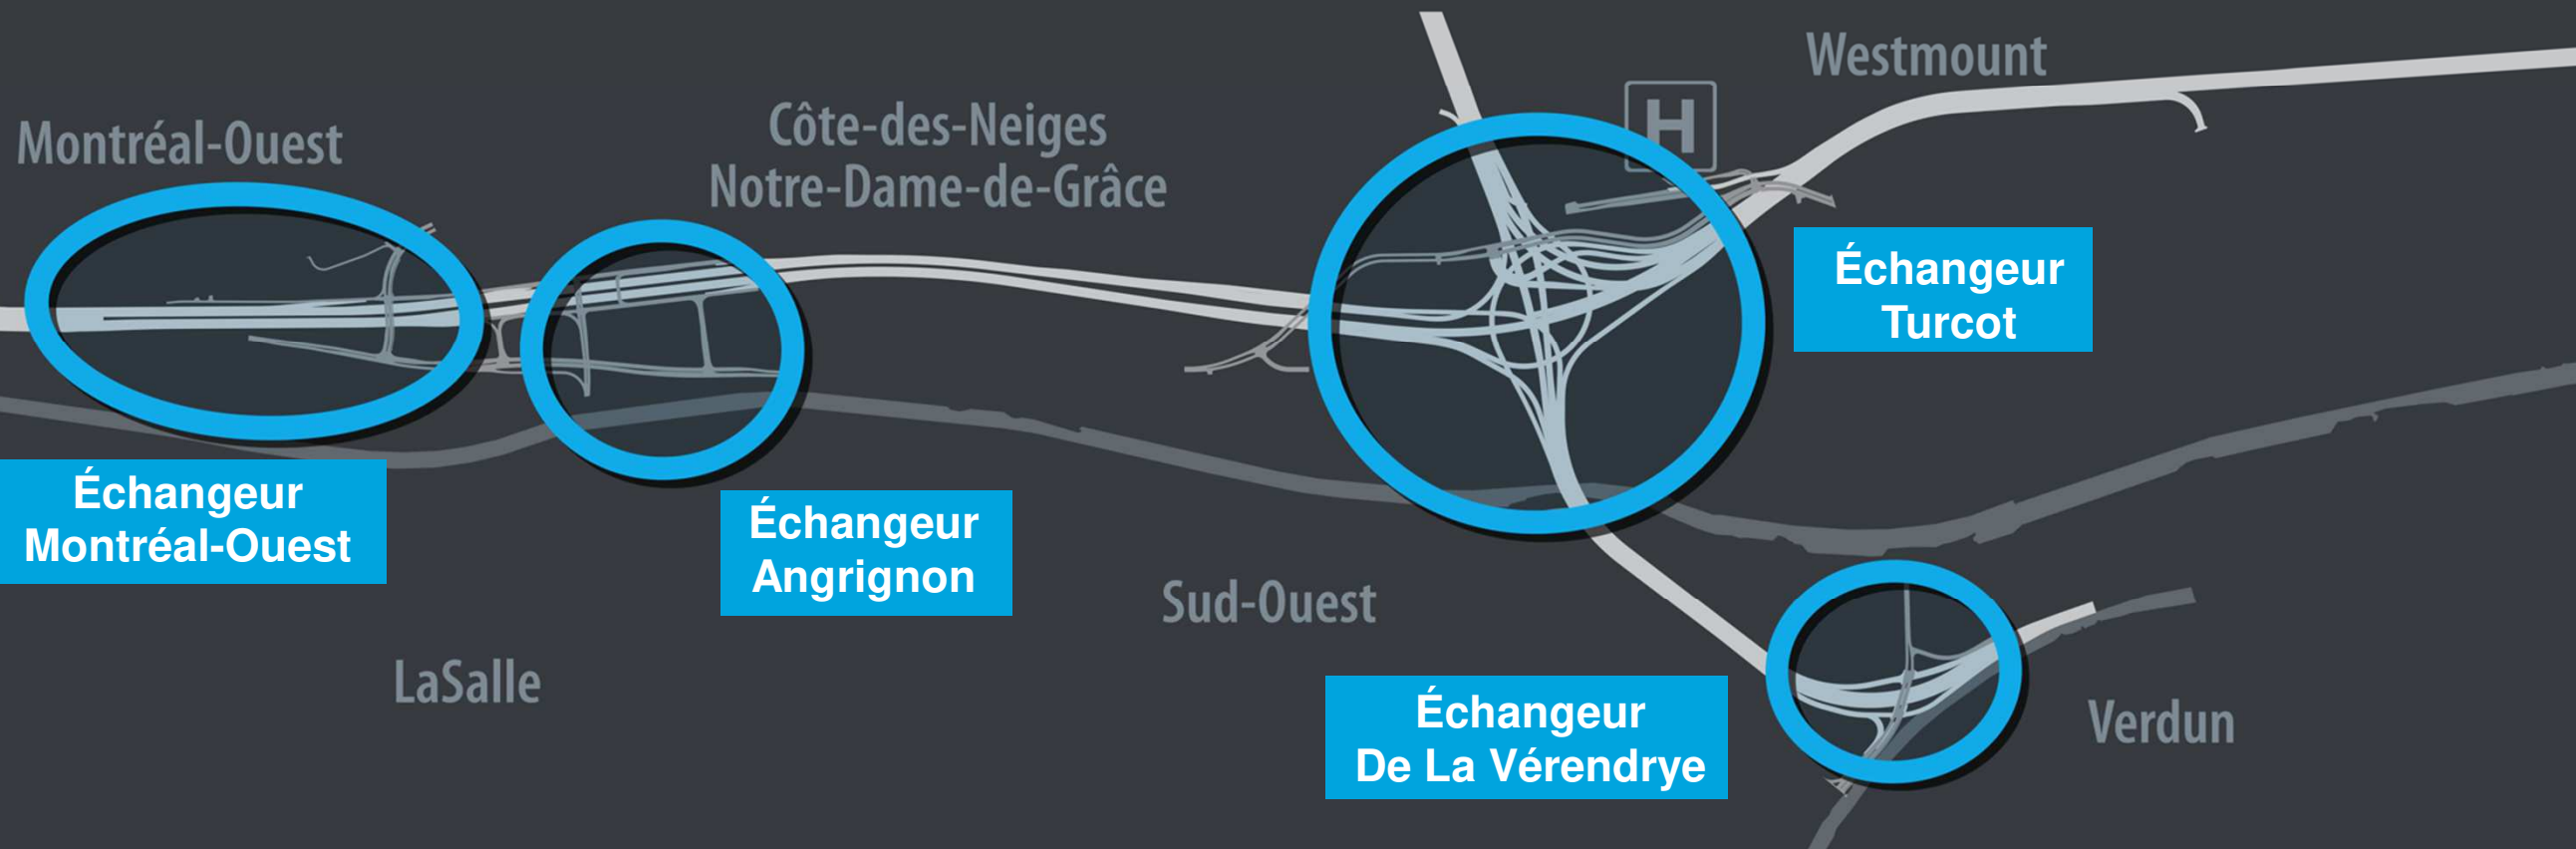 Westmount
H
Montréal-Ouest
Côte-des-Neiges
Notre-Dame-de-Grâce
Échangeur
Turcot
Échangeur
Montréal-Ouest
Échangeur
Angrignon
Sud-Ouest
LaSalle
Échangeur
De La Vérendrye
Verdun